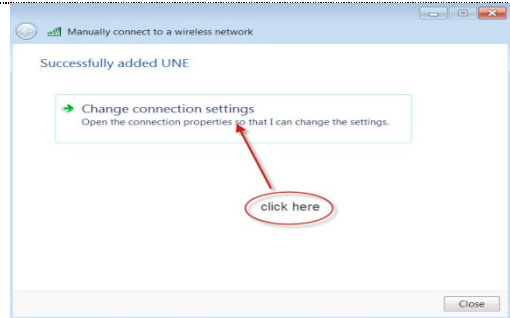 Manually connect to a wireless network
Successfully added UNE
Change connection settings
Open the connection properties so that I can change the settings.
click here
Close